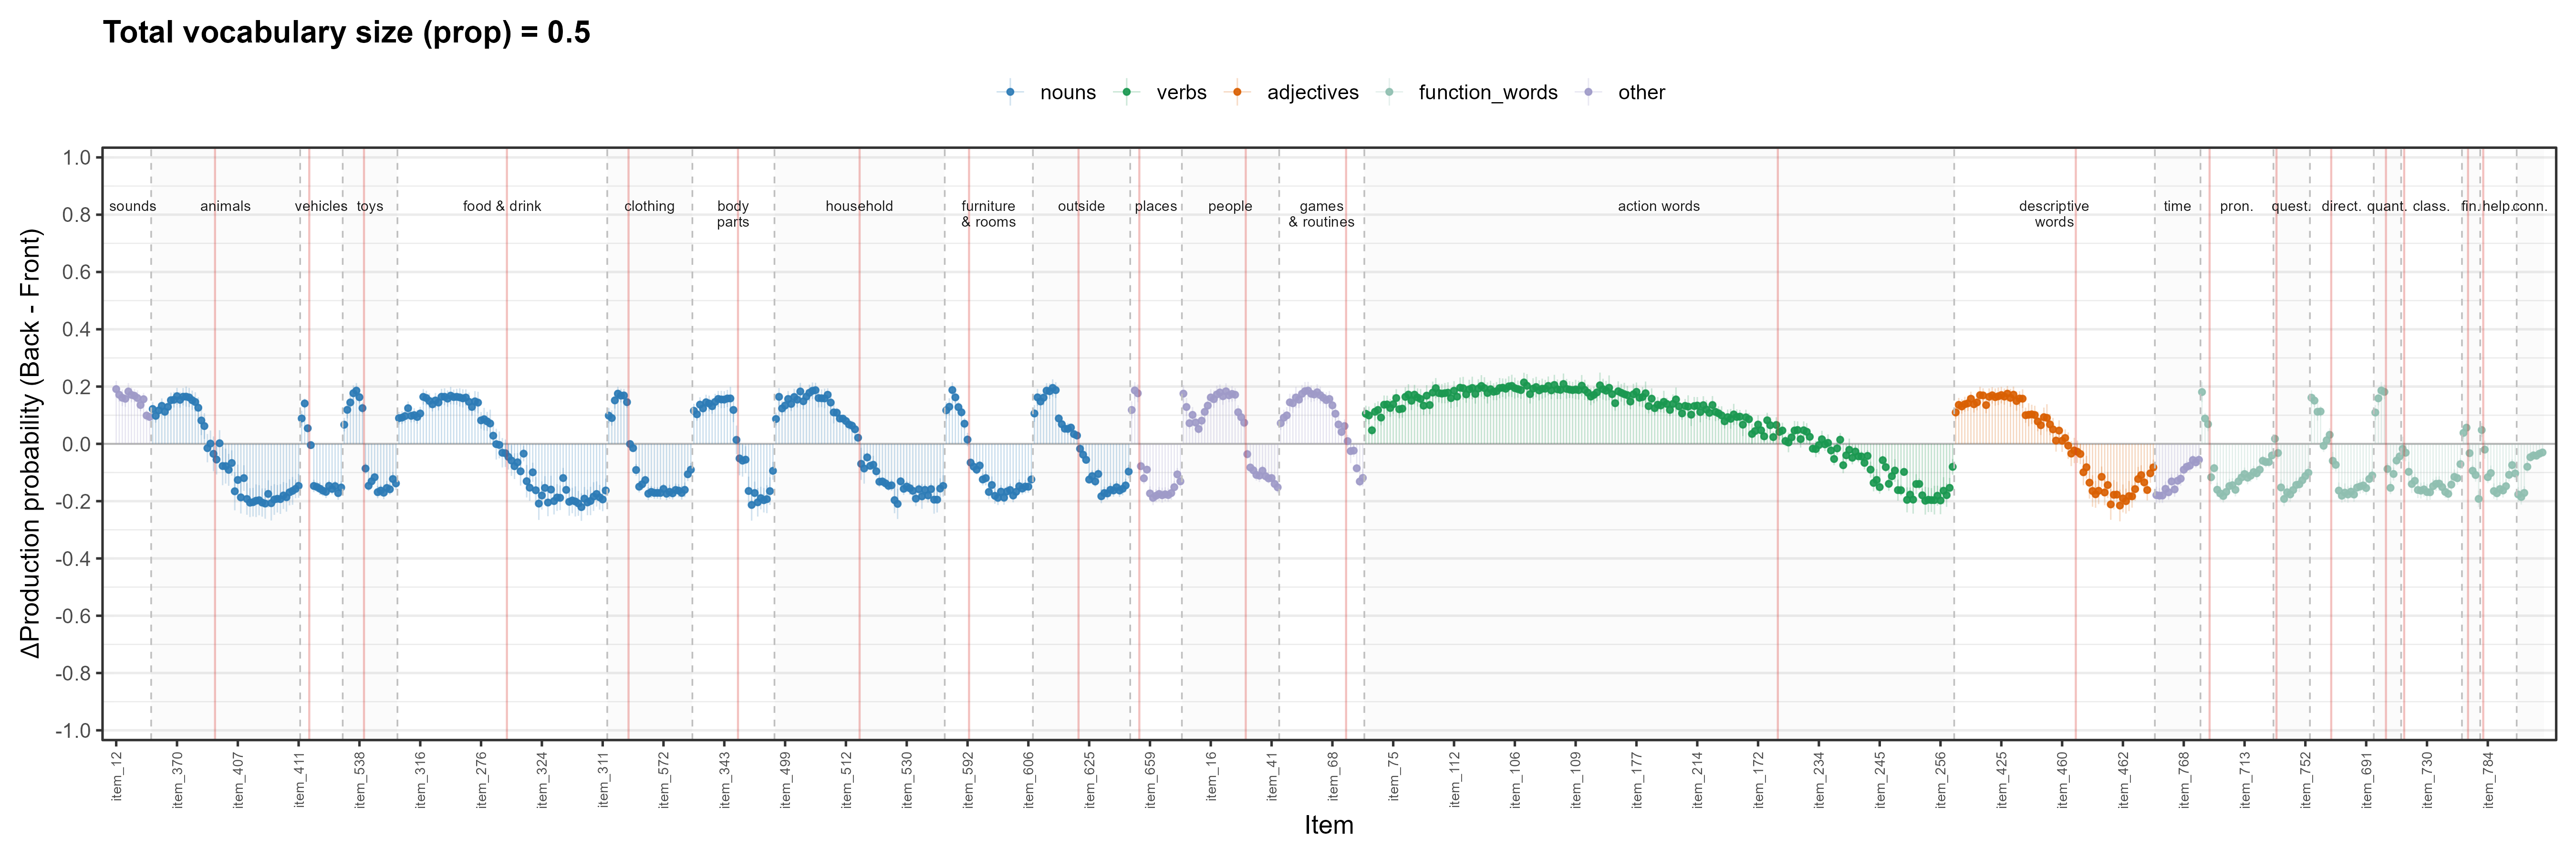 Total vocabulary size (prop) = 0.5
nouns verbs adjectives function_words other
ΔProduction probability (Back - Front)
1.0
0.8
0.6
0.4
0.2
0.0
-0.2
-0.4
-0.6
-0.8
-1.0
sounds animals vehicles toys food & drink clothing body parts household furniture & rooms outside places people games & routines action words descriptive words time pron. quest. direct. quant. class. fin. help. conn.
item_12 item_370 item_407 item_411 item_538 item_316 item_276 item_324 item_311 item_572 item_343 item_499 item_512 item_530 item_592 item_606 item_625 item_659 item_16 item_41 item_68 item_75 item_112 item_106 item_109 item_177 item_214 item_172 item_234 item_245 item_256 item_425 item_460 item_462 item_768 item_713 item_752 item_691 item_730 item_784
Item